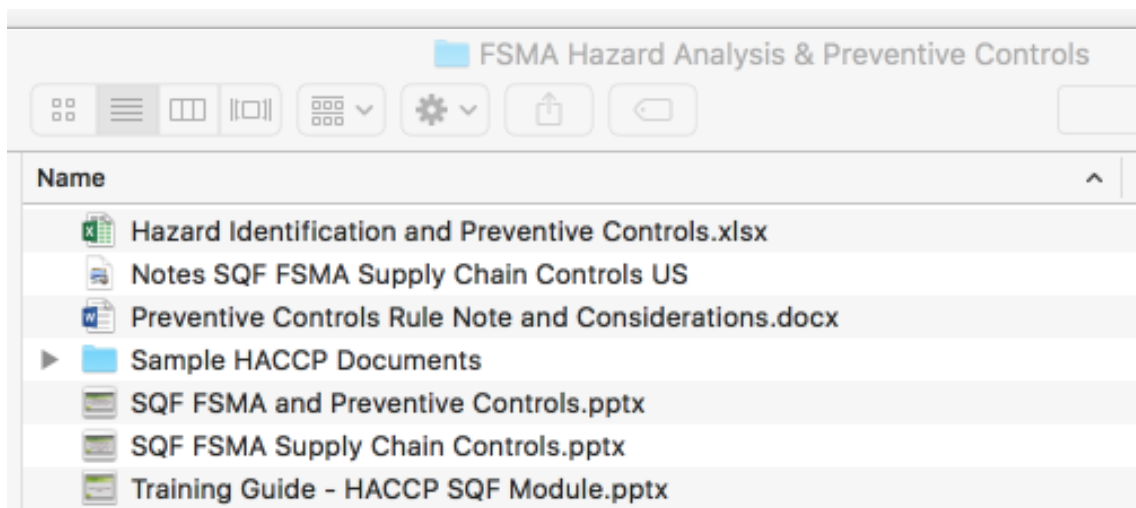 FSMA Hazard Analysis & Preventive Controls
Name
Hazard Identification and Preventive Controls.xlsx
Notes SQF FSMA Supply Chain Controls US
Preventive Controls Rule Note and Considerations.docx
Sample HACCP Documents
SQF FSMA and Preventive Controls.pptx
SQF FSMA Supply Chain Controls.pptx
Training Guide - HACCP SQF Module.pptx